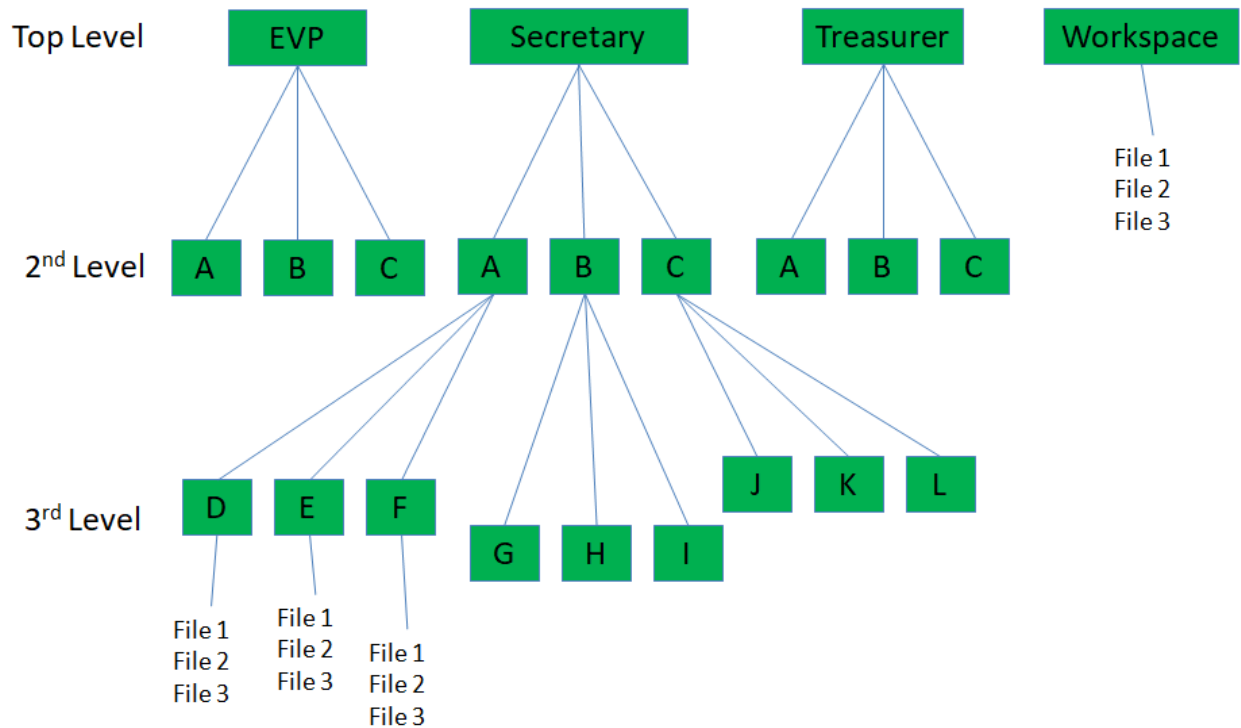 Top Level EVP Secretary Treasurer Workspace
File 1
File 2
File 3
2nd Level A B C A B C A B C
J K L
3rd Level D E F
G H I
File 1
File 2
File 3
File 1
File 2
File 3
File 1
File 2
File 3